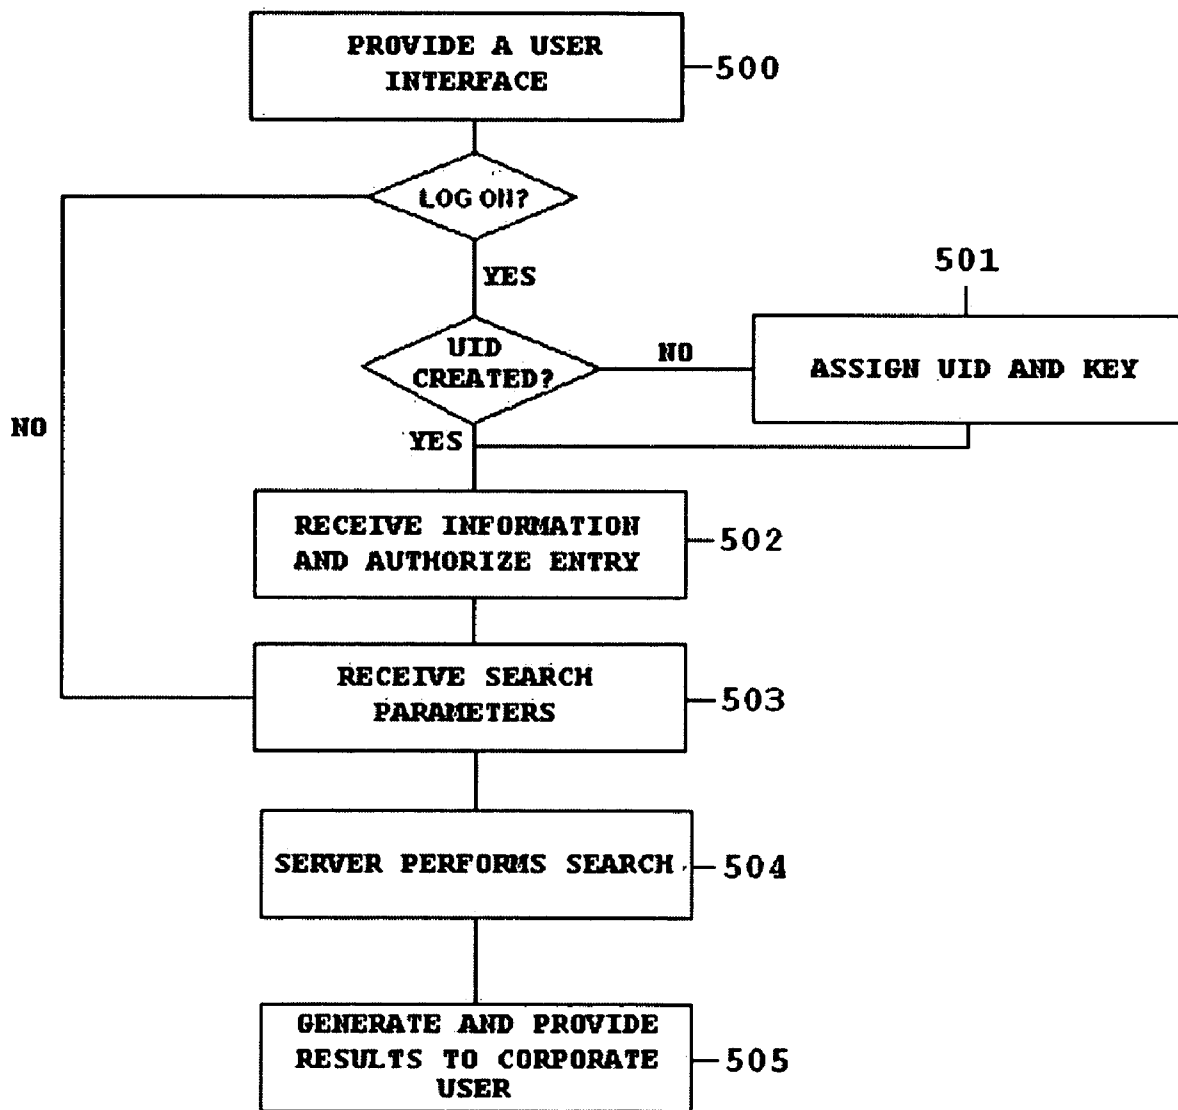 PROVIDE A USER
INTERFACE
500
LOG ON?
YES
501
UID
CREATED?
NO
ASSIGN UID AND KEY
NO
YES
RECEIVE INFORMATION
AND AUTHORIZE ENTRY
502
RECEIVE SEARCH
PARAMETERS
503
SERVER PERFORMS SEARCH
504
GENERATE AND PROVIDE
RESULTS TO CORPORATE
USER
505